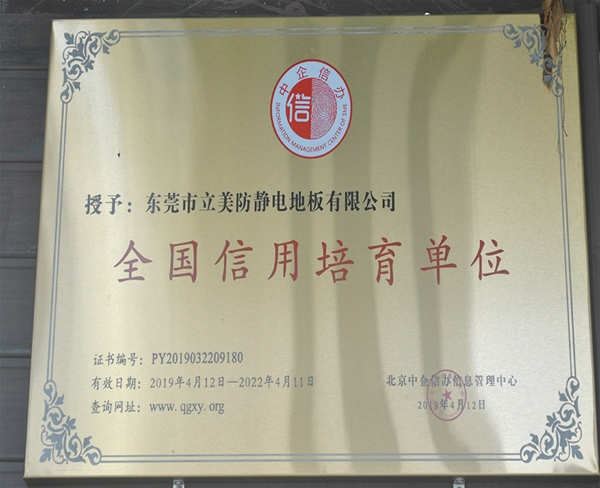 中企信办
信
INFORMATION MANAGEMENT CENTER OF SME
授予：东莞市立美防静电地板有限公司
全国信用培育单位
证书编号：PY2019032209180
有效日期：2019年4月12日—2022年4月11日
查询网址：www.qgxy.org
北京中企信办信息管理中心
2019年4月12日